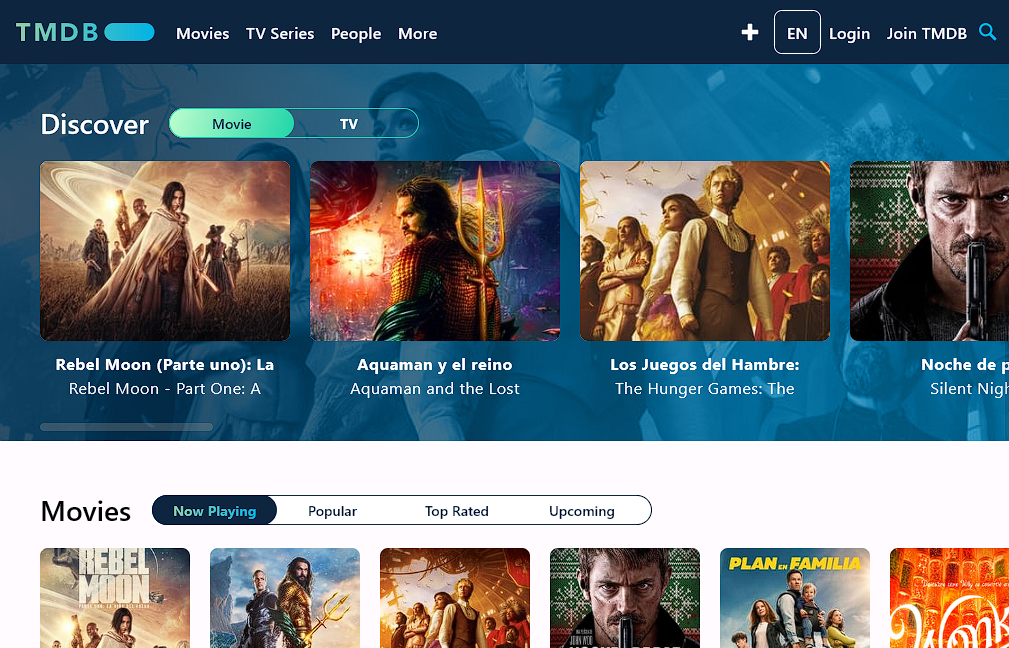 TMDB Movies TV Series People More EN Login Join TMDB
Discover Movie TV
Rebel Moon (Parte uno): La
Rebel Moon - Part One: A
Aquaman y el reino
Aquaman and the Lost
Los Juegos del Hambre:
The Hunger Games: The
Noche de p
Silent Nigh
Movies Now Playing Popular Top Rated Upcoming
REBEL
MOON
PLAN EN FAMILIA
Wonk